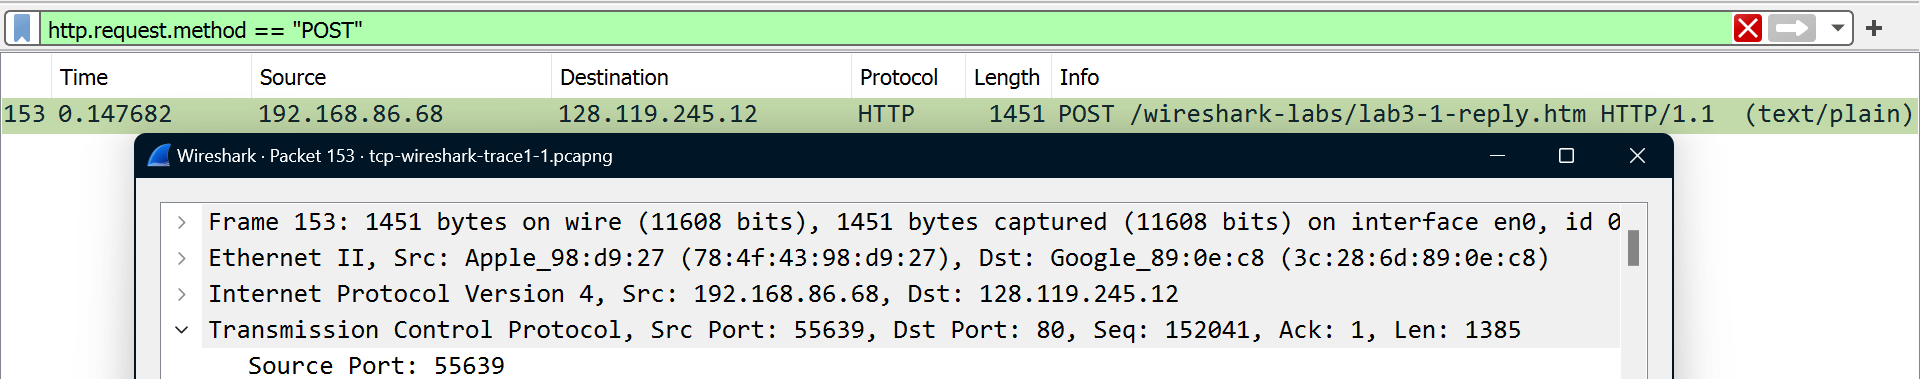 http.request.method == "POST"
Time Source Destination Protocol Length Info
153 0.147682 192.168.86.68 128.119.245.12 HTTP 1451 POST /wireshark-labs/lab3-1-reply.htm HTTP/1.1 (text/plain)
Wireshark · Packet 153 · tcp-wireshark-trace1-1.pcapng
Frame 153: 1451 bytes on wire (11608 bits), 1451 bytes captured (11608 bits) on interface en0, id 0
Ethernet II, Src: Apple_98:d9:27 (78:4f:43:98:d9:27), Dst: Google_89:0e:c8 (3c:28:6d:89:0e:c8)
Internet Protocol Version 4, Src: 192.168.86.68, Dst: 128.119.245.12
Transmission Control Protocol, Src Port: 55639, Dst Port: 80, Seq: 152041, Ack: 1, Len: 1385
Source Port: 55639